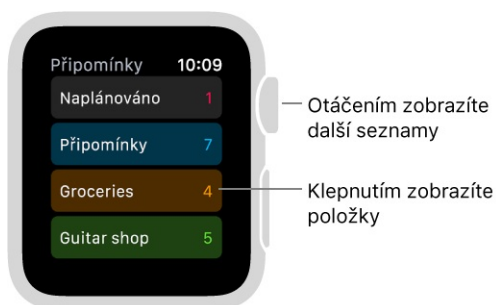 Připomínky 10:09
Naplánováno 1
Připomínky 7
Groceries 4
Guitar shop 5
Otáčením zobrazíte
další seznamy
Klepnutím zobrazíte
položky